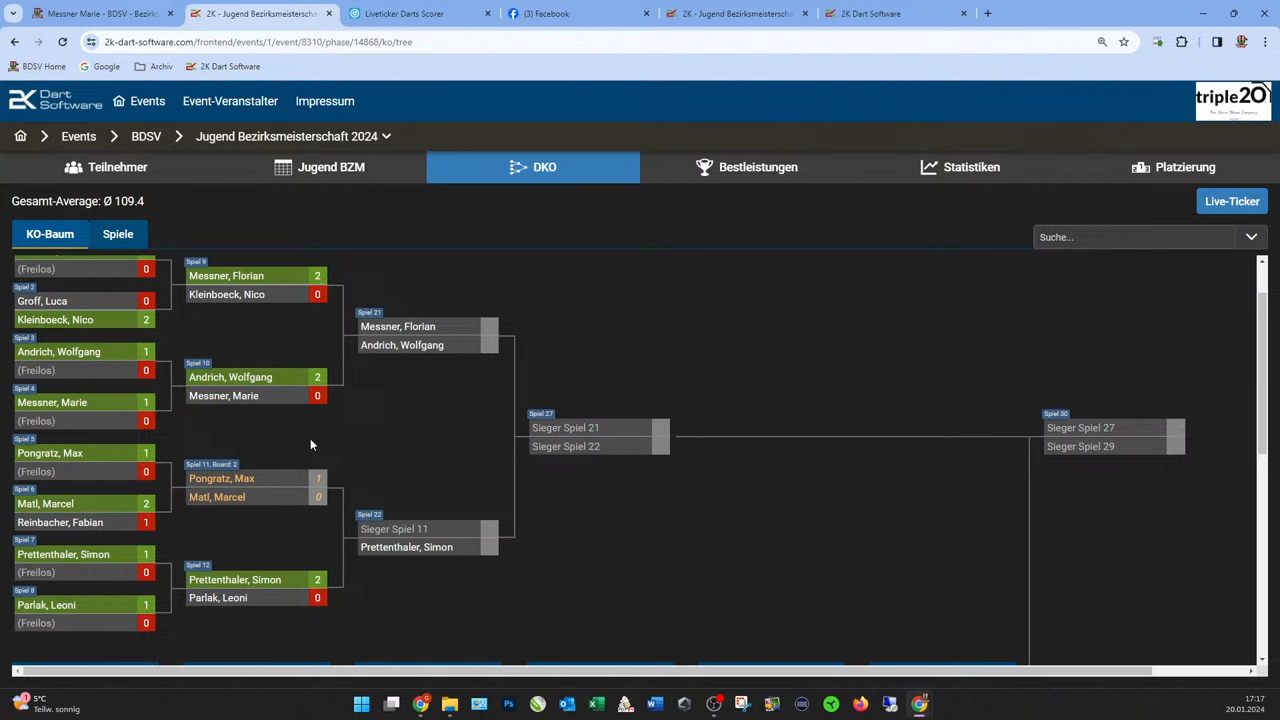 Messner Marie - BDSV - Bezirks
2K - Jugend Bezirksmeisterscha
Liveticker Darts Scorer
(3) Facebook
2K - Jugend Bezirksmeisterscha
2K Dart Software
2k-dart-software.com/frontend/events/1/event/8310/phase/14868/ko/tree
BDSV Home
Google
Archiv
2K Dart Software
2K Dart Software
Events
Event-Veranstalter
Impressum
triple20
Events
BDSV
Jugend Bezirksmeisterschaft 2024
Teilnehmer
Jugend BZM
DKO
Bestleistungen
Statistiken
Platzierung
Gesamt-Average: Ø 109.4
Live-Ticker
KO-Baum
Spiele
Suche...
(Freilos) 0
Spiel 2
Groff, Luca 0
Kleinboeck, Nico 2
Spiel 3
Andrich, Wolfgang 1
(Freilos) 0
Spiel 4
Messner, Marie 1
(Freilos) 0
Spiel 5
Pongratz, Max 1
(Freilos) 0
Spiel 6
Matl, Marcel 2
Reinbacher, Fabian 1
Spiel 7
Prettenthaler, Simon 1
(Freilos) 0
Spiel 8
Parlak, Leoni 1
(Freilos) 0
Spiel 9
Messner, Florian 2
Kleinboeck, Nico 0
Spiel 10
Andrich, Wolfgang 2
Messner, Marie 0
Spiel 11, Board: 2
Pongratz, Max 1
Matl, Marcel 0
Spiel 12
Prettenthaler, Simon 2
Parlak, Leoni 0
Spiel 21
Messner, Florian
Andrich, Wolfgang
Spiel 22
Sieger Spiel 11
Prettenthaler, Simon
Spiel 27
Sieger Spiel 21
Sieger Spiel 22
Spiel 30
Sieger Spiel 27
Sieger Spiel 29
1
5°C
Teilw. sonnig
17:17
20.01.2024